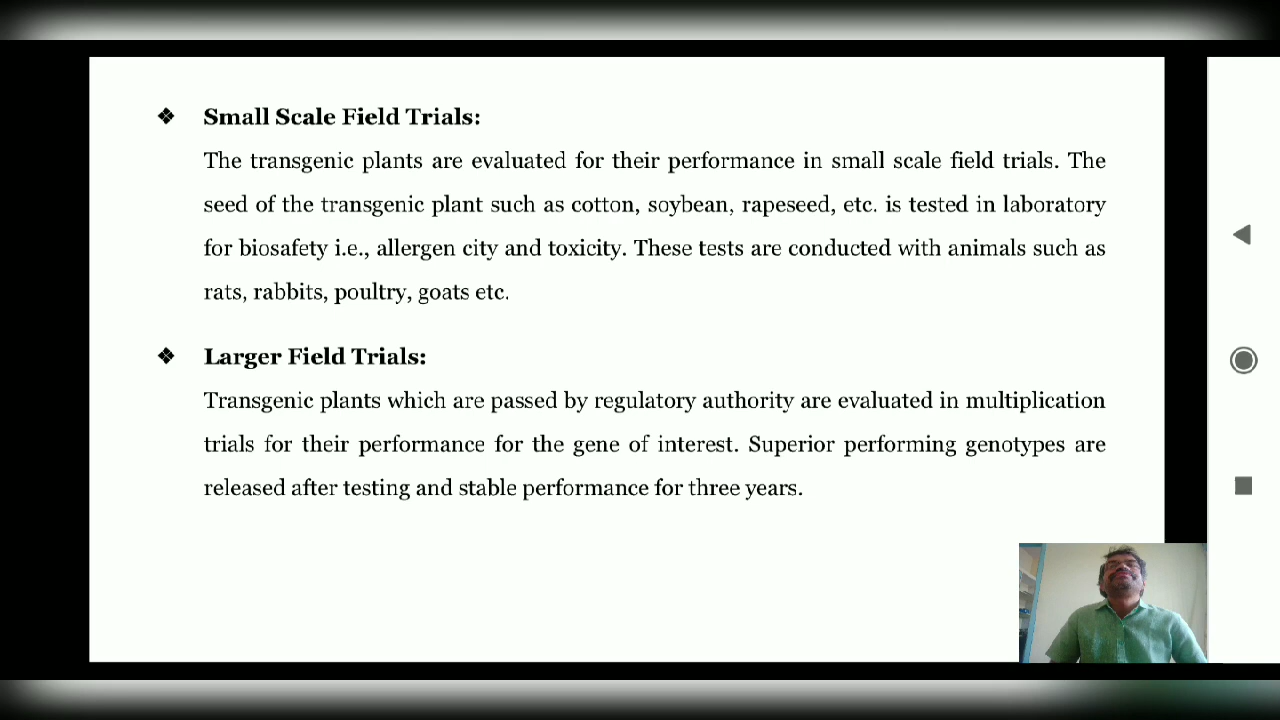 ❖ Small Scale Field Trials:
The transgenic plants are evaluated for their performance in small scale field trials. The
seed of the transgenic plant such as cotton, soybean, rapeseed, etc. is tested in laboratory
for biosafety i.e., allergen city and toxicity. These tests are conducted with animals such as
rats, rabbits, poultry, goats etc.
❖ Larger Field Trials:
Transgenic plants which are passed by regulatory authority are evaluated in multiplication
trials for their performance for the gene of interest. Superior performing genotypes are
released after testing and stable performance for three years.